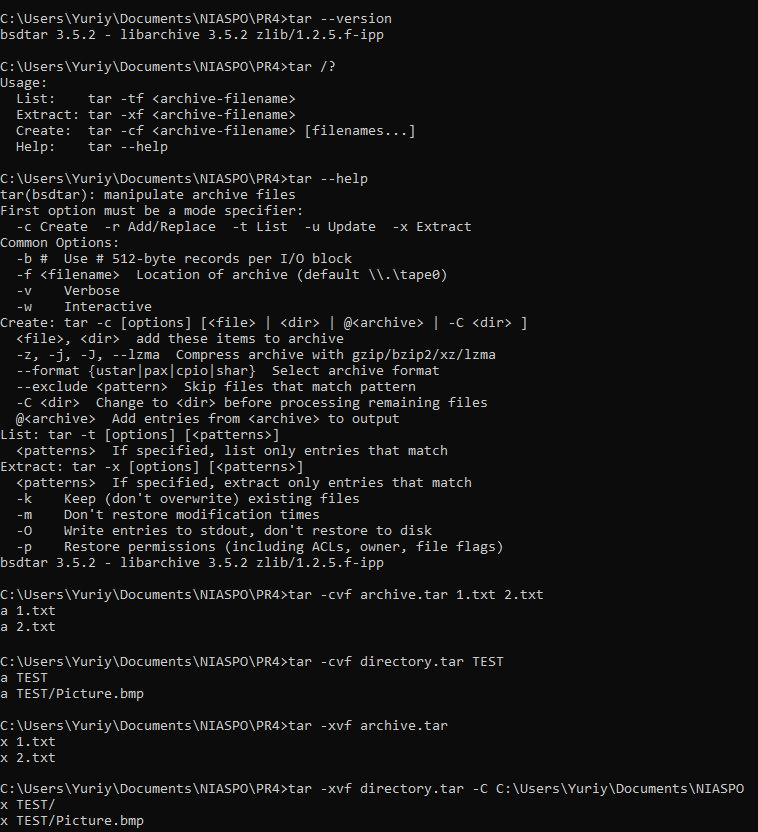 C:\Users\Yuriy\Documents\NIASPO\PR4>tar --version
bsdtar 3.5.2 - libarchive 3.5.2 zlib/1.2.5.f-ipp

C:\Users\Yuriy\Documents\NIASPO\PR4>tar /?
Usage:
  List:    tar -tf <archive-filename>
  Extract: tar -xf <archive-filename>
  Create:  tar -cf <archive-filename> [filenames...]
  Help:    tar --help

C:\Users\Yuriy\Documents\NIASPO\PR4>tar --help
tar(bsdtar): manipulate archive files
First option must be a mode specifier:
  -c Create  -r Add/Replace  -t List  -u Update  -x Extract
Common Options:
  -b #  Use # 512-byte records per I/O block
  -f <filename>  Location of archive (default \\.\tape0)
  -v    Verbose
  -w    Interactive
Create: tar -c [options] [<file> | <dir> | @<archive> | -C <dir> ]
  <file>, <dir>  add these items to archive
  -z, -j, -J, --lzma  Compress archive with gzip/bzip2/xz/lzma
  --format {ustar|pax|cpio|shar}  Select archive format
  --exclude <pattern>  Skip files that match pattern
  -C <dir>  Change to <dir> before processing remaining files
  @<archive>  Add entries from <archive> to output
List: tar -t [options] [<patterns>]
  <patterns>  If specified, list only entries that match
Extract: tar -x [options] [<patterns>]
  <patterns>  If specified, extract only entries that match
  -k    Keep (don't overwrite) existing files
  -m    Don't restore modification times
  -O    Write entries to stdout, don't restore to disk
  -p    Restore permissions (including ACLs, owner, file flags)
bsdtar 3.5.2 - libarchive 3.5.2 zlib/1.2.5.f-ipp

C:\Users\Yuriy\Documents\NIASPO\PR4>tar -cvf archive.tar 1.txt 2.txt
a 1.txt
a 2.txt

C:\Users\Yuriy\Documents\NIASPO\PR4>tar -cvf directory.tar TEST
a TEST
a TEST/Picture.bmp

C:\Users\Yuriy\Documents\NIASPO\PR4>tar -xvf archive.tar
x 1.txt
x 2.txt

C:\Users\Yuriy\Documents\NIASPO\PR4>tar -xvf directory.tar -C C:\Users\Yuriy\Documents\NIASPO
x TEST/
x TEST/Picture.bmp